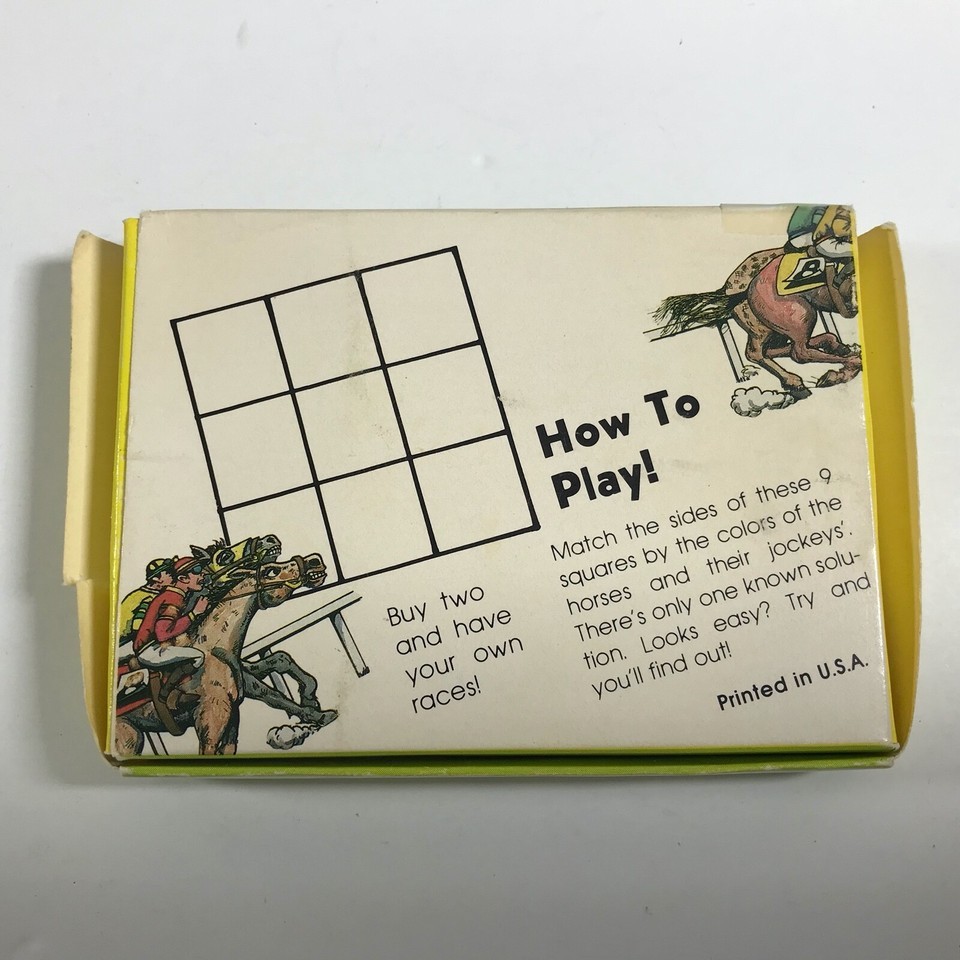 How To
Play!
Match the sides of these 9
squares by the colors of the
horses and their jockeys'.
There's only one known solu-
tion. Looks easy? Try and
you'll find out!
Printed in U.S.A.
Buy two
and have
your own
races!
8